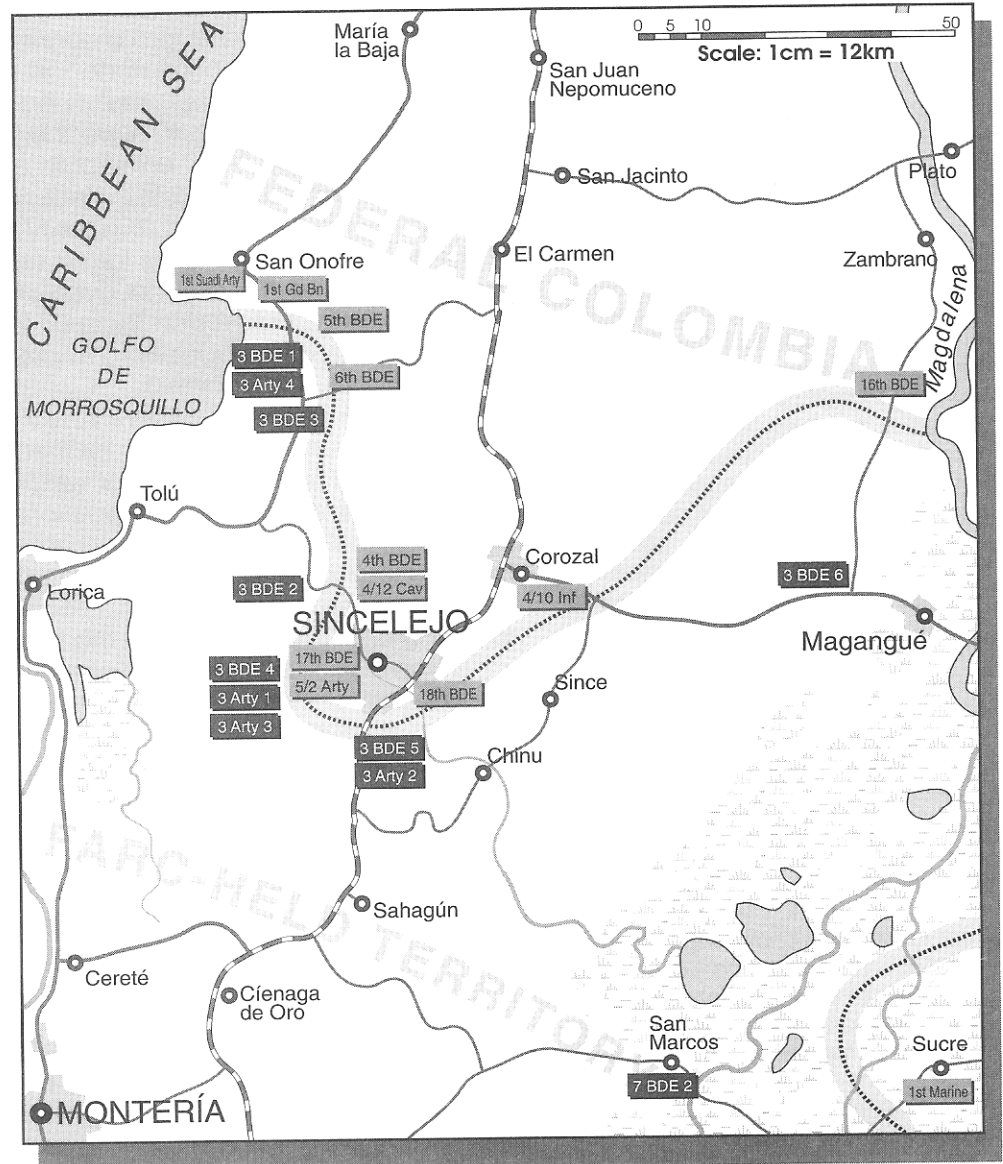 0 5 10 50
Scale: 1cm = 12km
CARIBBEAN SEA
María
la Baja
San Juan
Nepomuceno
San Jacinto
Plato
FEDERAL COLOMBIA
San Onofre
El Carmen
Zambrano
Magdalena
1st Suadi Arty
1st Gd Bn
5th BDE
GOLFO
DE
MORROSQUILLO
3 BDE 1
3 Arty 4
3 BDE 3
6th BDE
16th BDE
Tolú
4th BDE
4/12 Cav
Corozal
4/10 Inf
3 BDE 6
Lorica
3 BDE 2
SINCELEJO
Magangué
17th BDE
5/2 Arty
18th BDE
3 BDE 4
3 Arty 1
3 Arty 3
Since
3 BDE 5
3 Arty 2
Chinu
FARC-HELD TERRITORY
Sahagún
Cereté
Cíenaga
de Oro
San
Marcos
7 BDE 2
Sucre
1st Marine
MONTERÍA